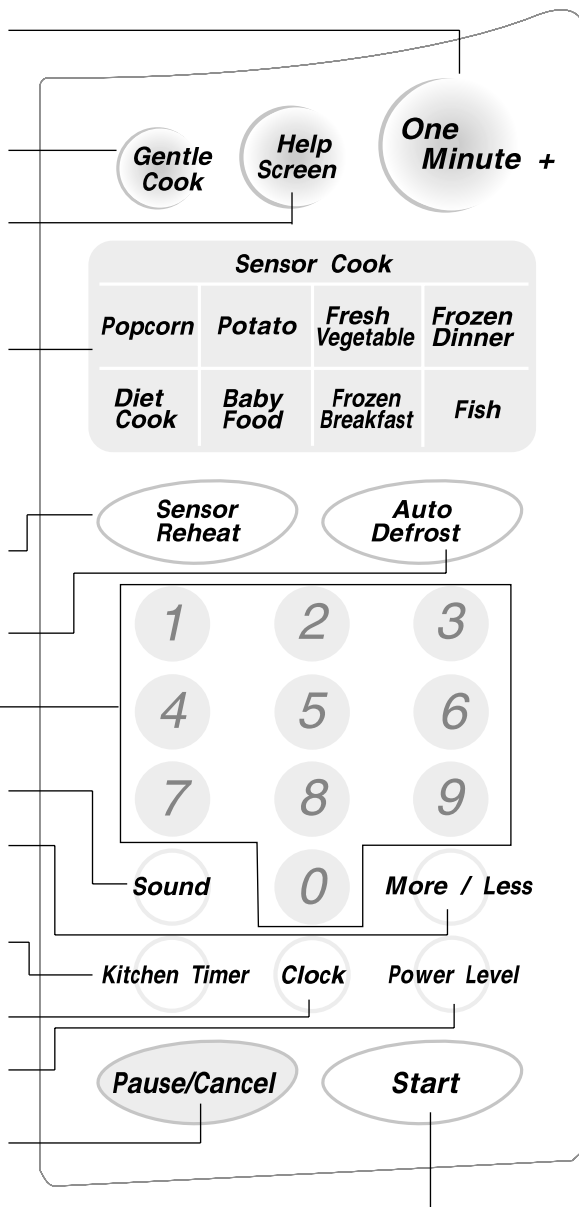 One
Minute +
Gentle
Cook
Help
Screen
Sensor Cook
Popcorn
Potato
Fresh
Vegetable
Frozen
Dinner
Diet
Cook
Baby
Food
Frozen
Breakfast
Fish
Sensor
Reheat
Auto
Defrost
1 2 3
4 5 6
7 8 9
Sound 0 More / Less
Kitchen Timer Clock Power Level
Pause/Cancel Start